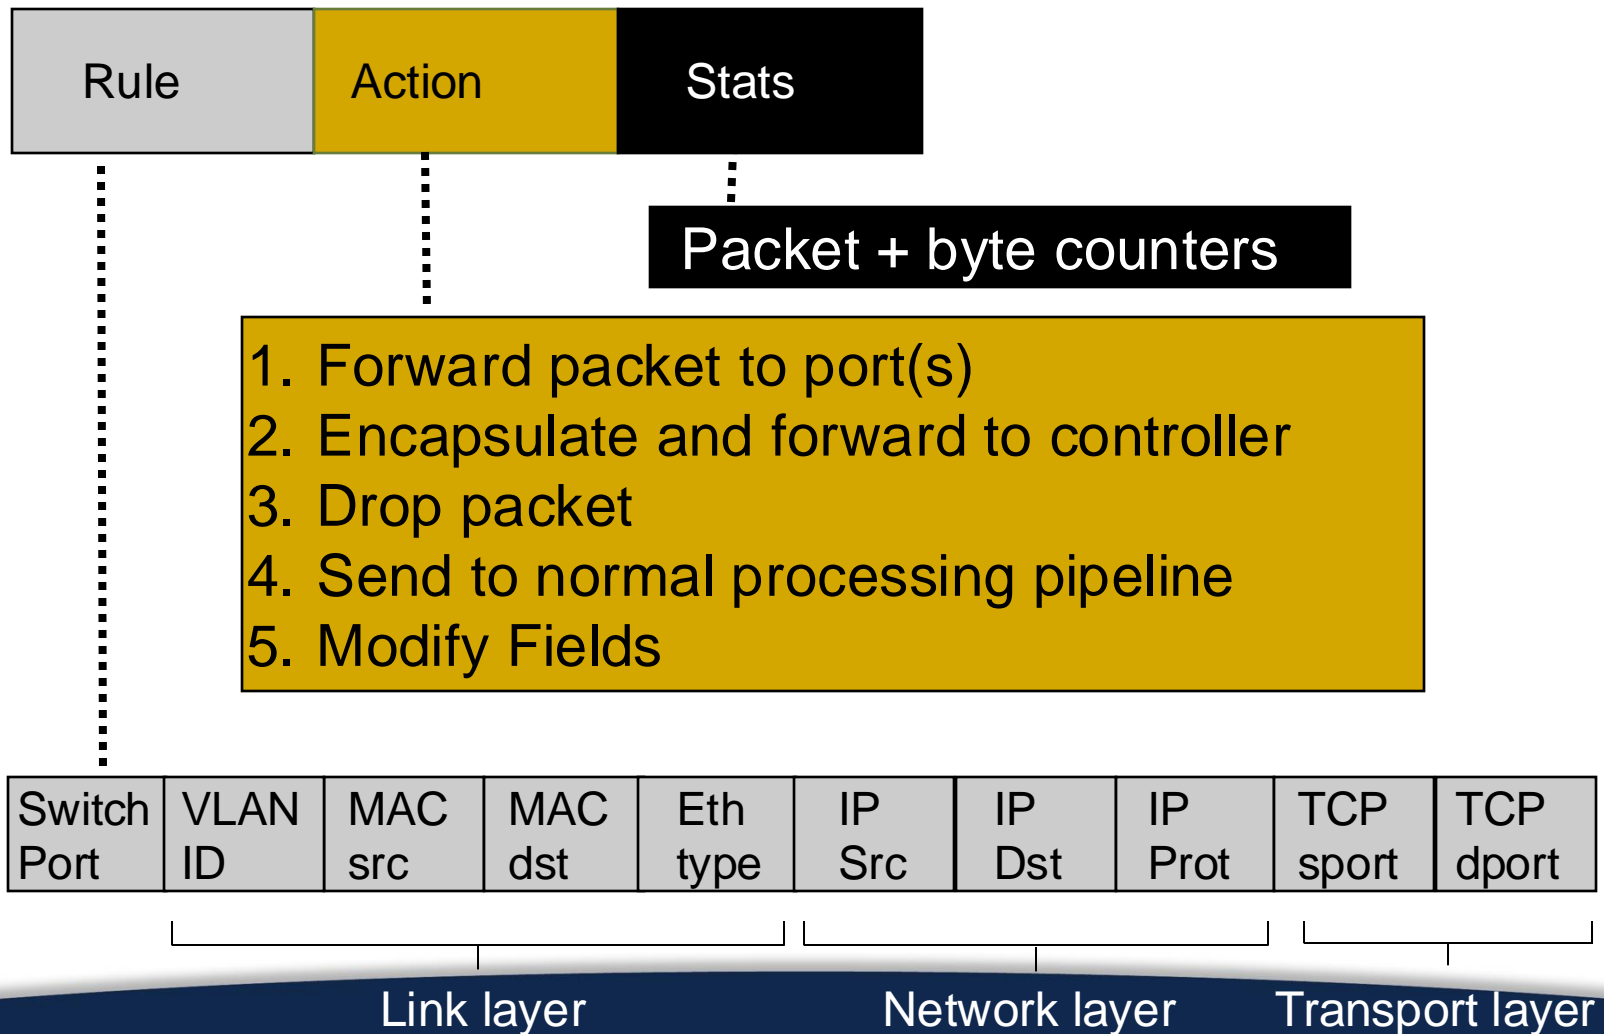 Rule Action Stats
Packet + byte counters
1. Forward packet to port(s)
2. Encapsulate and forward to controller
3. Drop packet
4. Send to normal processing pipeline
5. Modify Fields
Switch VLAN MAC MAC Eth IP IP IP TCP TCP
Port ID src dst type Src Dst Prot sport dport
Link layer Network layer Transport layer